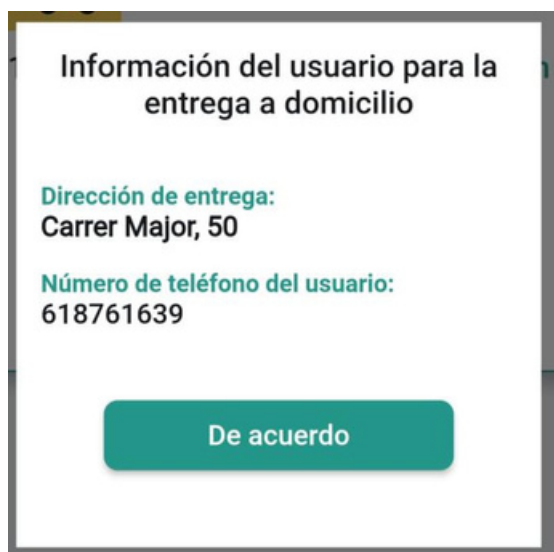 Información del usuario para la
entrega a domicilio
Dirección de entrega:
Carrer Major, 50
Número de teléfono del usuario:
618761639
De acuerdo